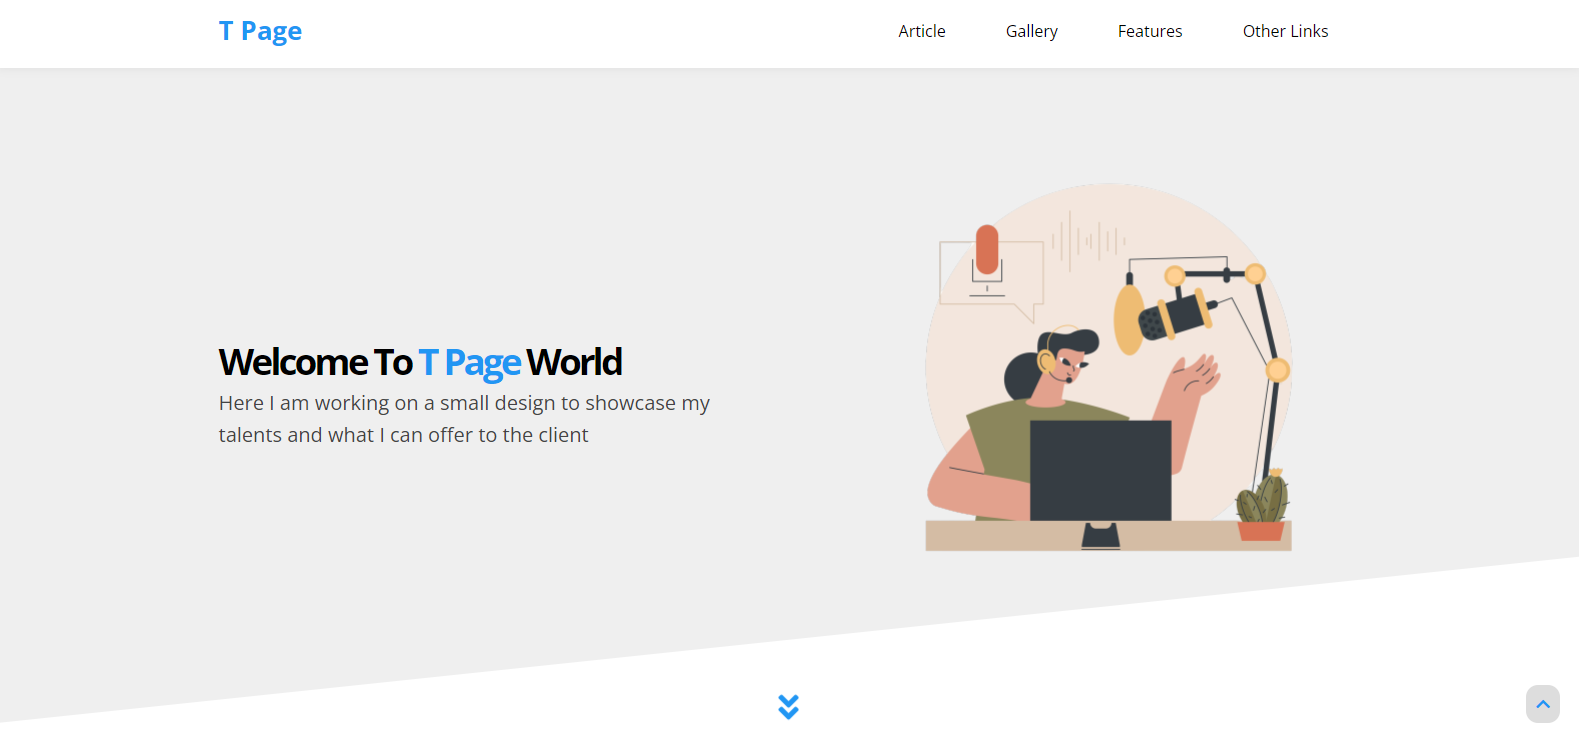 T Page
Article
Gallery
Features
Other Links
Welcome To T Page World
Here I am working on a small design to showcase my
talents and what I can offer to the client